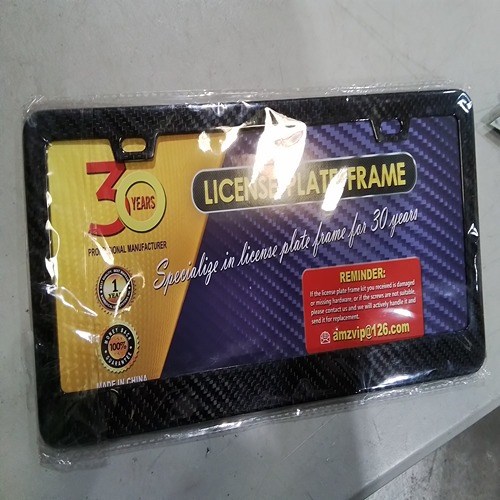 30
YEARS
PROFESSIONAL MANUFACTURER
LICENSE PLATE FRAME
Specialize in license plate frame for 30 years
1
YEAR
100%
MADE IN CHINA
REMINDER:
If the license plate frame kit you received is damaged
or missing hardware, or if the screws are not suitable,
please contact us and we will actively handle it and
send it for replacement.
amzvip@126.com